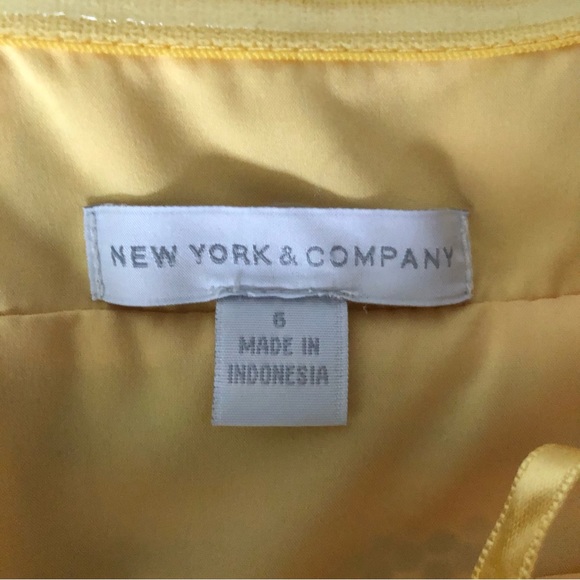 NEW YORK & COMPANY
6
MADE IN
INDONESIA